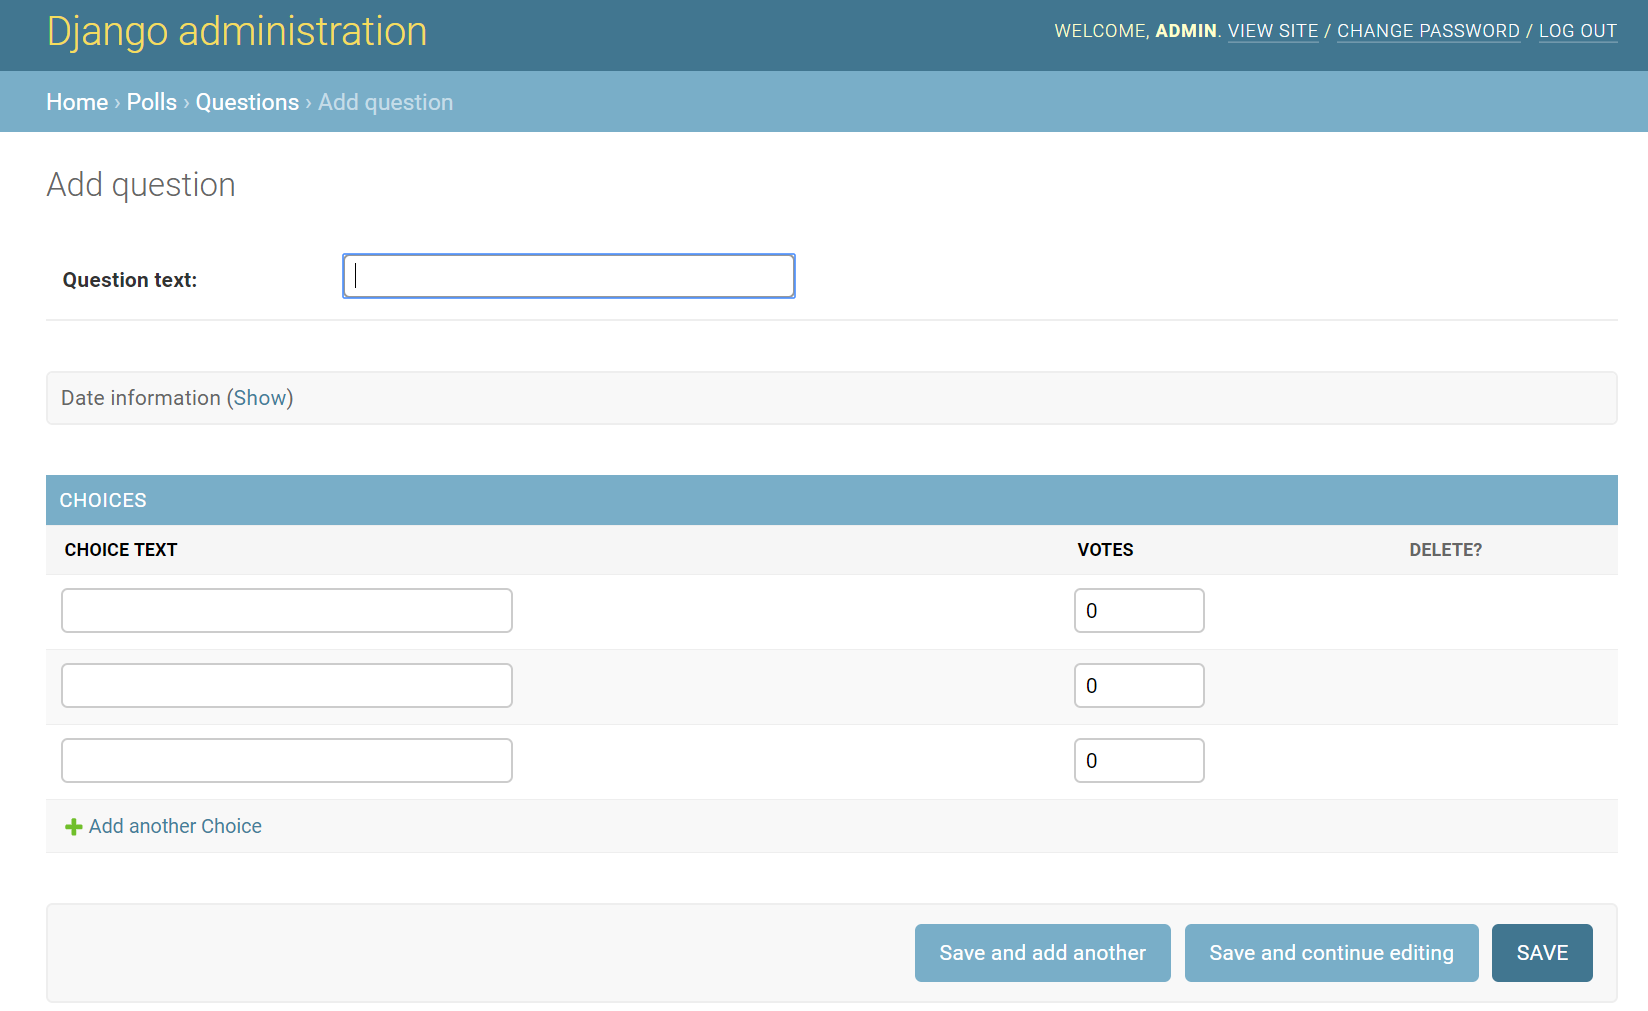 Django administration
WELCOME, ADMIN. VIEW SITE / CHANGE PASSWORD / LOG OUT
Home › Polls › Questions › Add question
Add question
Question text:
Date information (Show)
CHOICES
CHOICE TEXT VOTES DELETE?
0
0
0
Add another Choice
Save and add another Save and continue editing SAVE